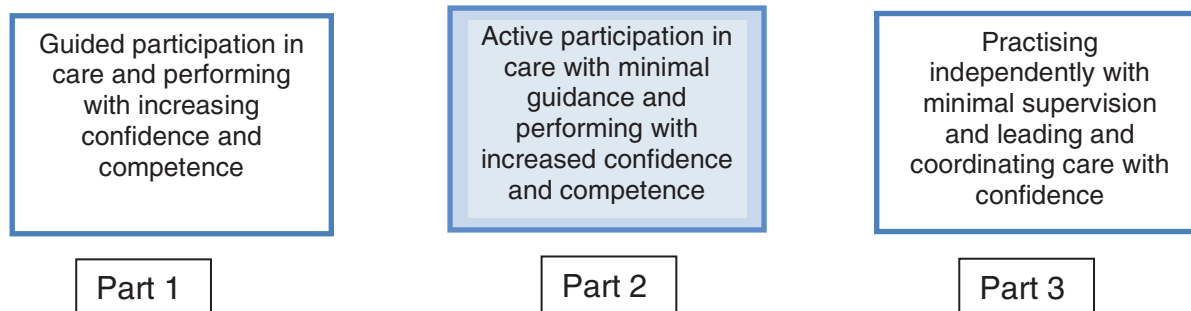 Guided participation in
care and performing
with increasing
confidence and
competence
Active participation in
care with minimal
guidance and
performing with
increased confidence
and competence
Practising
independently with
minimal supervision
and leading and
coordinating care with
confidence
Part 1
Part 2
Part 3